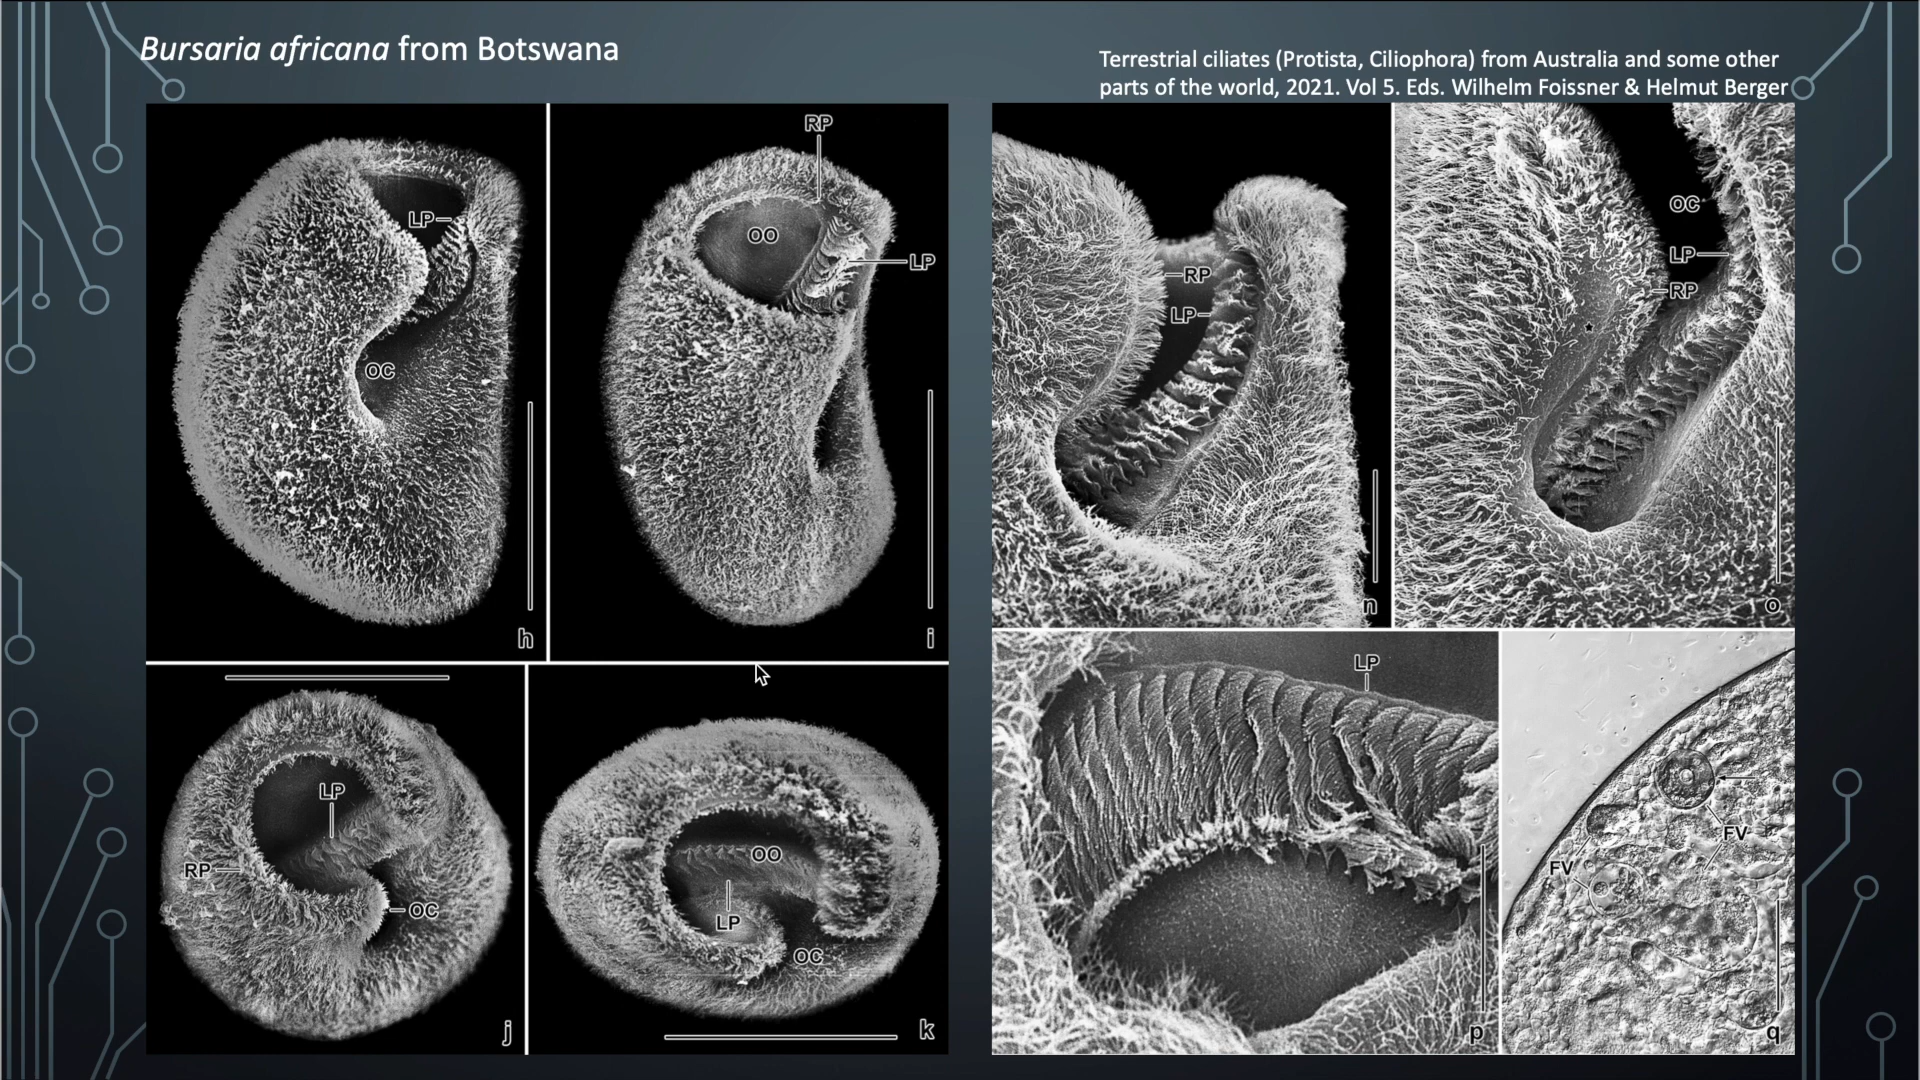 Bursaria africana from Botswana
Terrestrial ciliates (Protista, Ciliophora) from Australia and some other
parts of the world, 2021. Vol 5. Eds. Wilhelm Foissner & Helmut Berger
LP
OC
h
RP
OO
LP
i
LP
RP
OC
j
OO
LP
OC
k
RP
LP
n
OC
LP
RP
o
LP
p
FV
FV
q